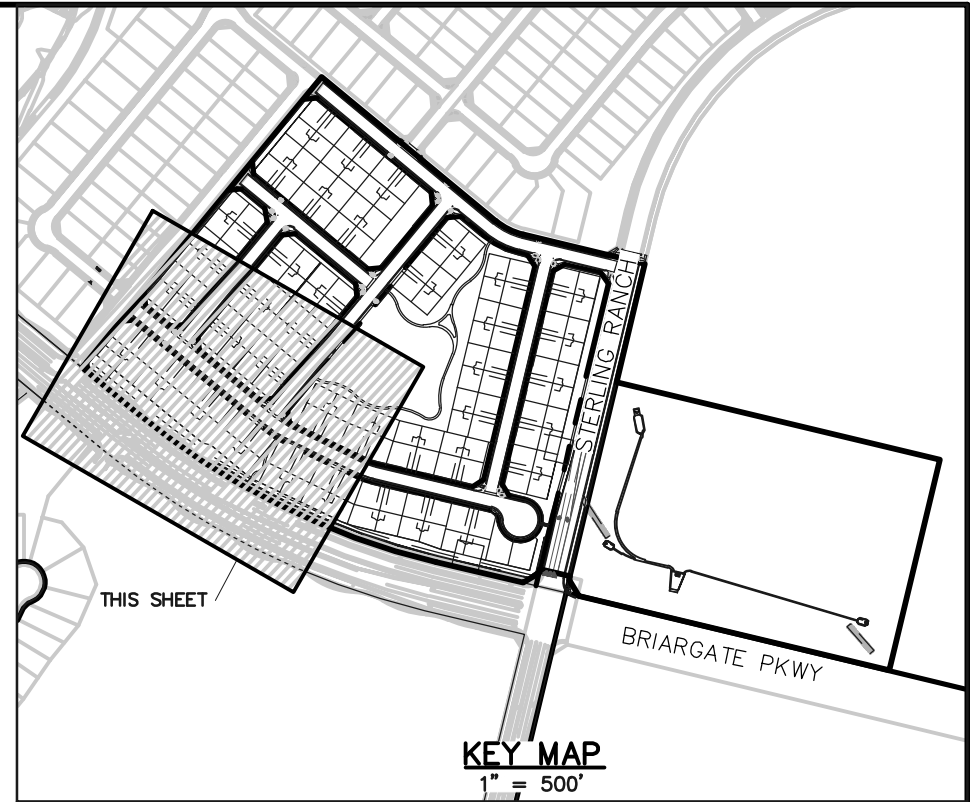 STERLING RANCH
THIS SHEET
BRIARGATE PKWY
KEY MAP
1" = 500'